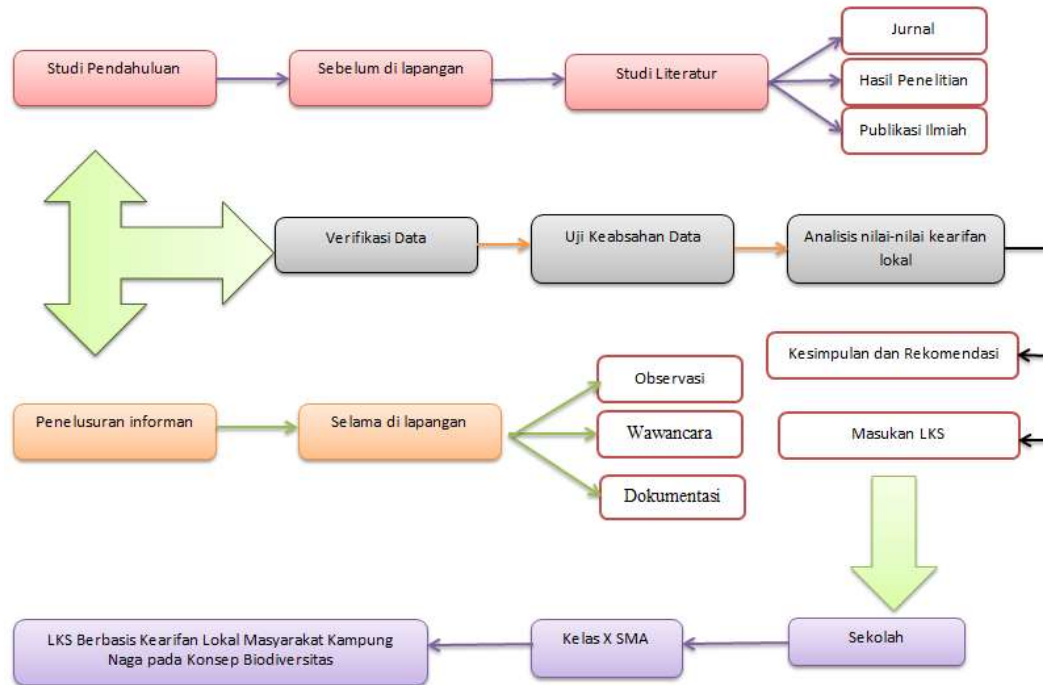 Studi Pendahuluan
Sebelum di lapangan
Studi Literatur
Jurnal
Hasil Penelitian
Publikasi Ilmiah
Verifikasi Data
Uji Keabsahan Data
Analisis nilai-nilai kearifan
lokal
Kesimpulan dan Rekomendasi
Observasi
Penelusuran informan
Selama di lapangan
Wawancara
Masukan LKS
Dokumentasi
LKS Berbasis Kearifan Lokal Masyarakat Kampung
Naga pada Konsep Biodiversitas
Kelas X SMA
Sekolah